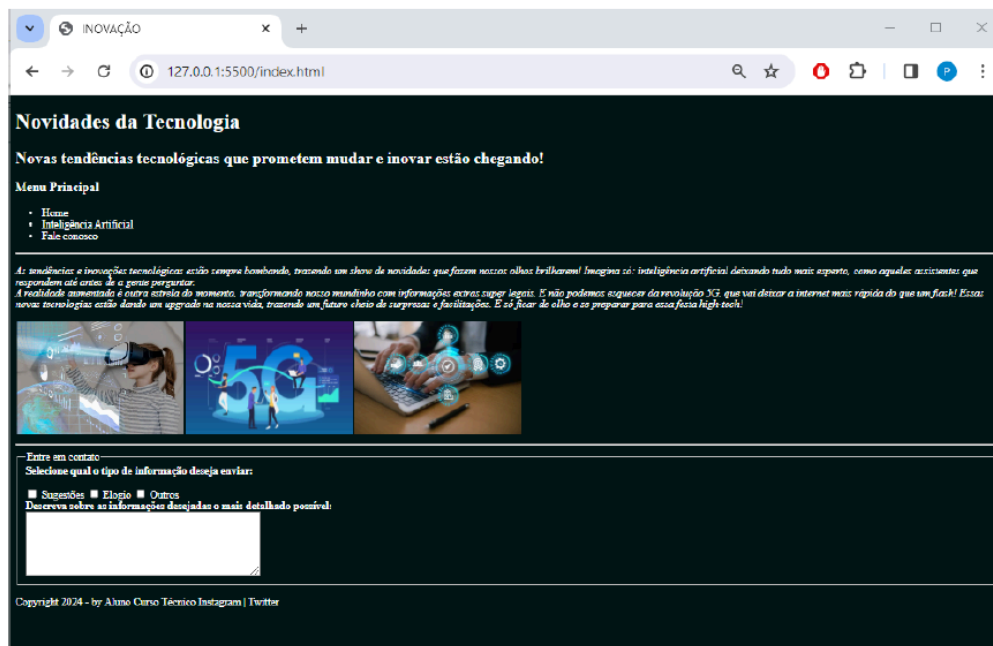 INOVAÇÃO
127.0.0.1:5500/index.html
P
Novidades da Tecnologia
Novas tendências tecnológicas que prometem mudar e inovar estão chegando!
Menu Principal
Home
Inteligência Artificial
Fale conosco
As tendências e inovações tecnológicas estão sempre bombando, trazendo um show de novidades que fazem nossos olhos brilharem! Imagina só: inteligência artificial deixando tudo mais esperto, como aqueles assistentes que
respondem até antes de a gente perguntar.
A realidade aumentada é outra estrela do momento, transformando nosso mundinho com informações extras super legais. E não podemos esquecer da revolução 5G, que vai deixar a internet mais rápida do que um flash! Essas
novas tecnologias estão dando um upgrade na nossa vida, trazendo um futuro cheio de surpresas e facilitações. É só ficar de olho e se preparar para essa festa high-tech!
5G
Entre em contato
Selecione qual o tipo de informação deseja enviar:
Sugestões Elogio Outros
Descreva sobre as informações desejadas o mais detalhado possível:
Copyright 2024 - by Aluno Curso Técnico Instagram | Twitter